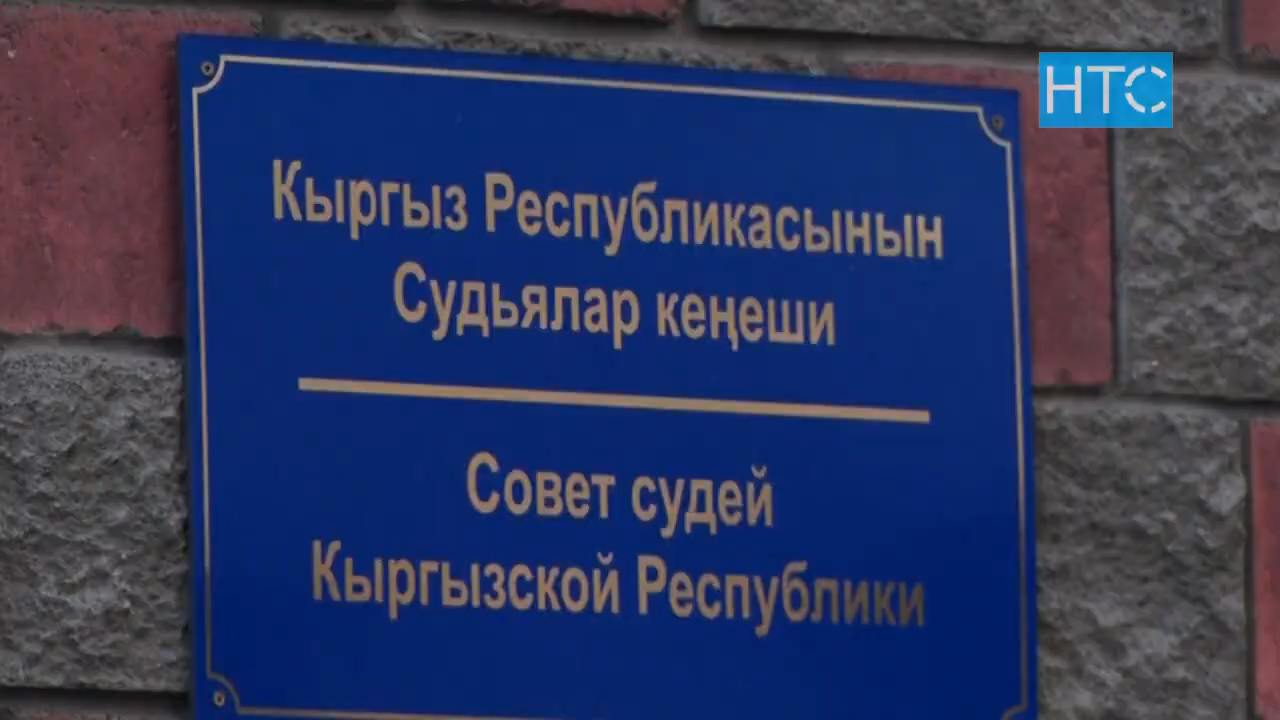 НТС
Кыргыз Республикасынын
Судьялар кеңеши
Совет судей
Кыргызской Республики